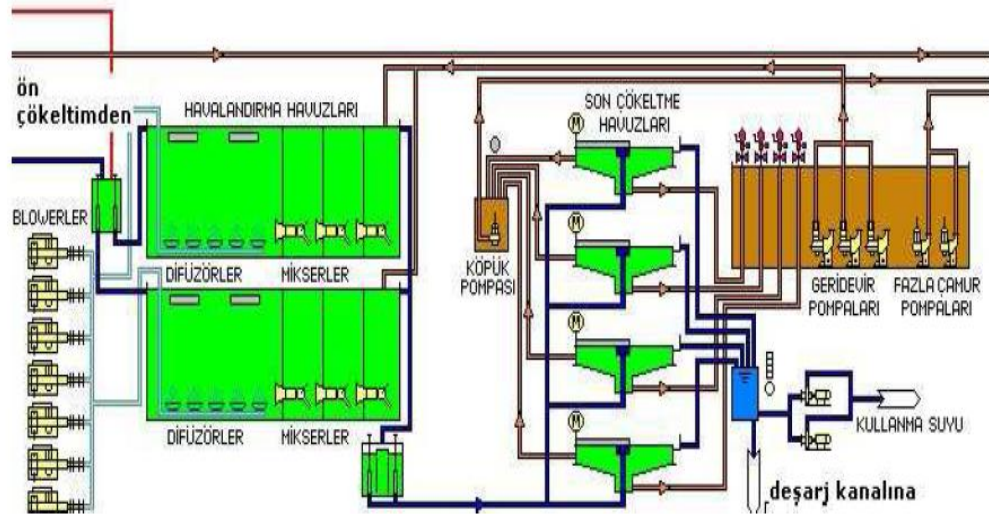 ön
çökeltimden
HAVALANDIRMA HAVUZLARI
SON ÇÖKELTME
HAVUZLARI
M
BLOWERLER
DİFÜZÖRLER
MİKSERLER
KÖPÜK
POMPASI
M
GERİDEVİR
POMPALARI
FAZLA ÇAMUR
POMPALARI
M
DİFÜZÖRLER
MİKSERLER
M
KULLANMA SUYU
deşarj kanalına